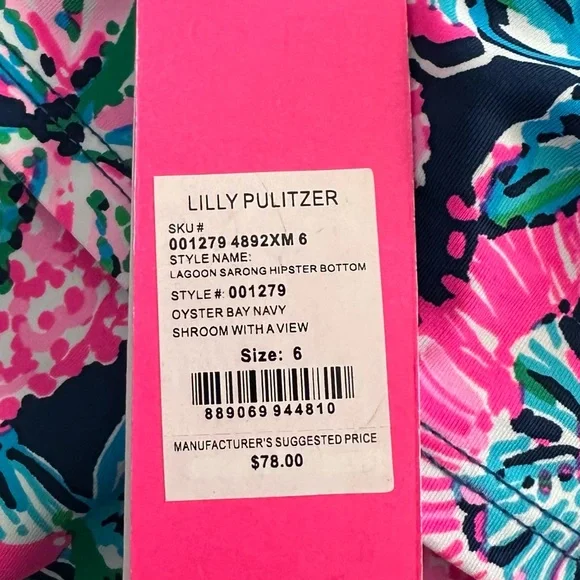 LILLY PULITZER
SKU #
001279 4892XM 6
STYLE NAME:
LAGOON SARONG HIPSTER BOTTOM
STYLE #: 001279
OYSTER BAY NAVY
SHROOM WITH A VIEW
Size: 6
889069 944810
MANUFACTURER'S SUGGESTED PRICE
$78.00